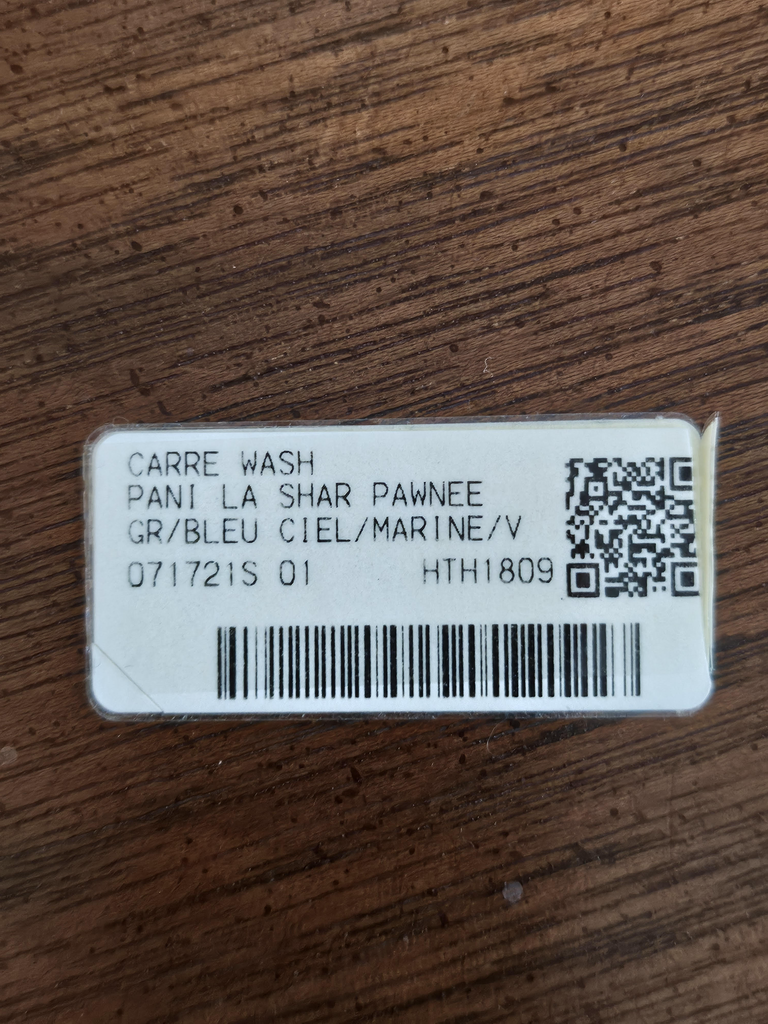 CARRE WASH
PANI LA SHAR PAWNEE
GR/BLEU CIEL/MARINE/V
071721S 01 HTH1809